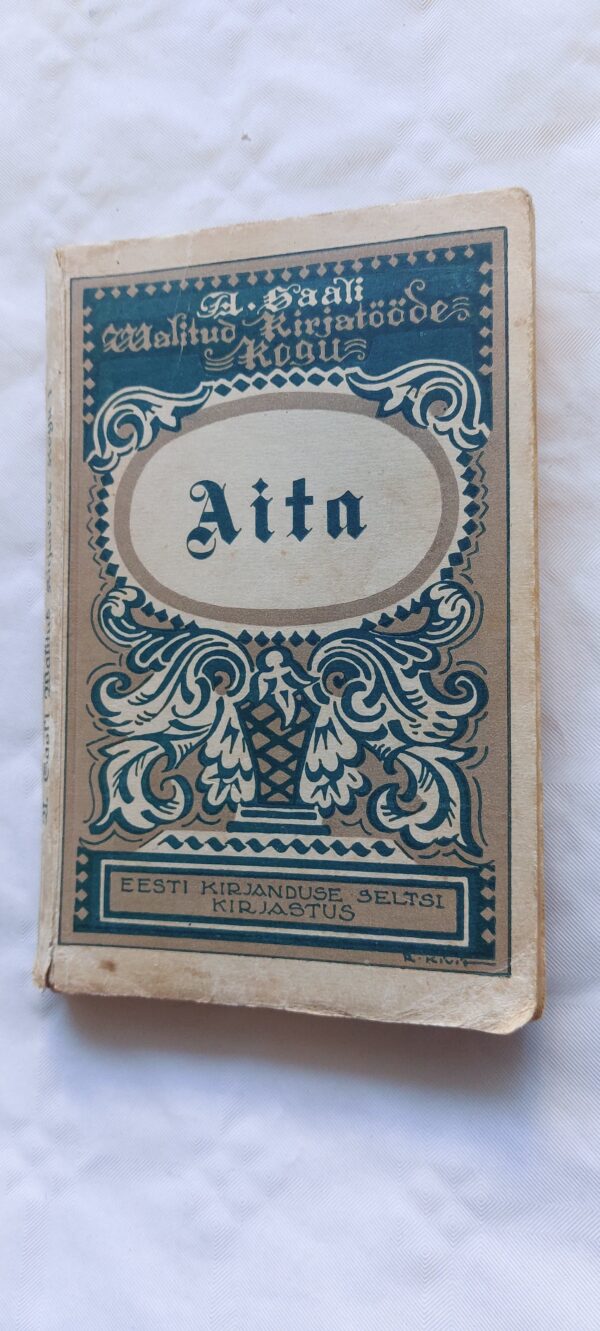 A. Saali
Walitud Kirjatööde
Kogu
Aita
EESTI KIRJANDUSE SELTSI
KIRJASTUS